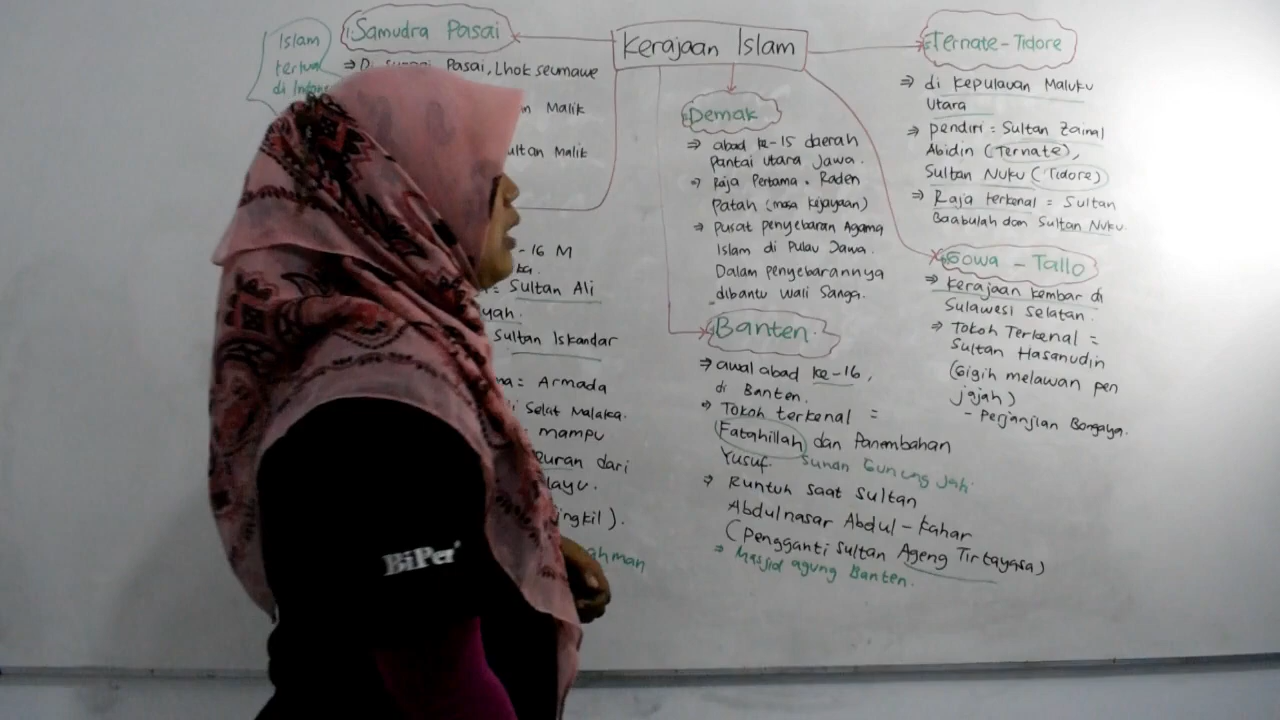 Kerajaan Islam
Islam
tertua
di Indone
Samudra Pasai
⇒ Di sungai Pasai, Lhokseumawe
Malik
ultan Malik
-16 M
ka.
= Sultan Ali
yah.
Sultan Iskandar
= Armada
Selat Malaka.
mampu
dari
layu.
ingkil).
ahman
Demak
⇒ abad ke-15 daerah
pantai utara Jawa.
⇒ Raja Pertama. Raden
Patah (masa kejayaan)
⇒ Pusat penyebaran Agama
Islam di Pulau Jawa.
Dalam penyebarannya
dibantu Wali Sanga.
Banten
⇒ awal abad ke-16,
di Banten.
⇒ Tokoh terkenal =
Fatahillah dan Panembahan
Yusuf. Sunan Gunung Jati
⇒ Runtuh saat sultan
Abdulnasar Abdul-Kahar
(Pengganti Sultan Ageng Tirtayasa)
⇒ Masjid agung Banten.
Ternate-Tidore
⇒ di Kepulauan Maluku
Utara
⇒ pendiri = Sultan Zainal
Abidin (Ternate),
Sultan Nuku (Tidore)
⇒ Raja terkenal = Sultan
Baabulah dan Sultan Nuku.
Gowa - Tallo
⇒ Kerajaan kembar di
Sulawesi Selatan.
⇒ Tokoh Terkenal =
Sultan Hasanudin
(Gigih melawan pen
jajah)
- Perjanjian Bongaya.
BiPer